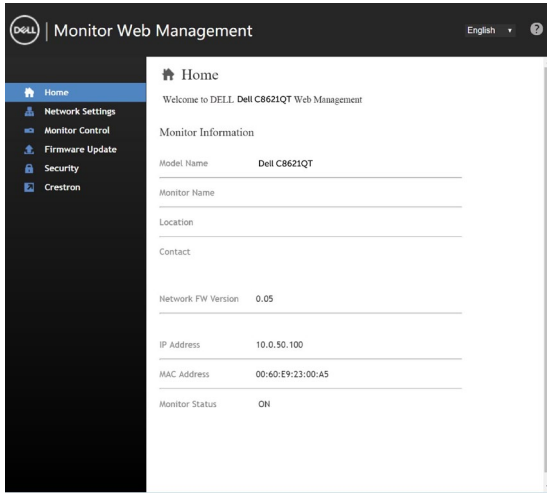 DELL | Monitor Web Management
English
?
Home
Network Settings
Monitor Control
Firmware Update
Security
Crestron
Home
Welcome to DELL Dell C8621QT Web Management
Monitor Information
Model Name Dell C8621QT
Monitor Name
Location
Contact
Network FW Version 0.05
IP Address 10.0.50.100
MAC Address 00:60:E9:23:00:A5
Monitor Status ON